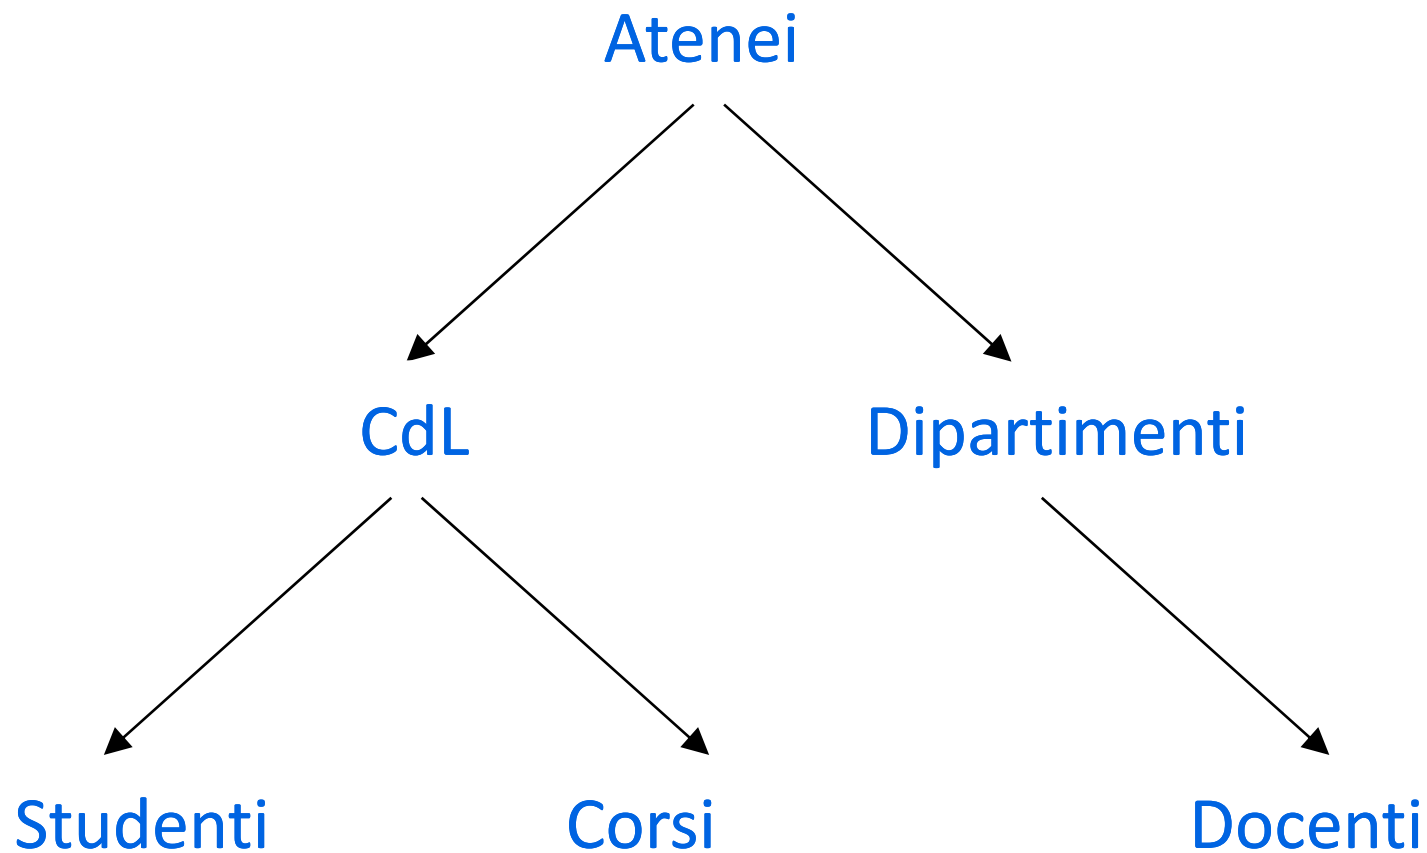 Atenei
CdL
Dipartimenti
Studenti
Corsi
Docenti